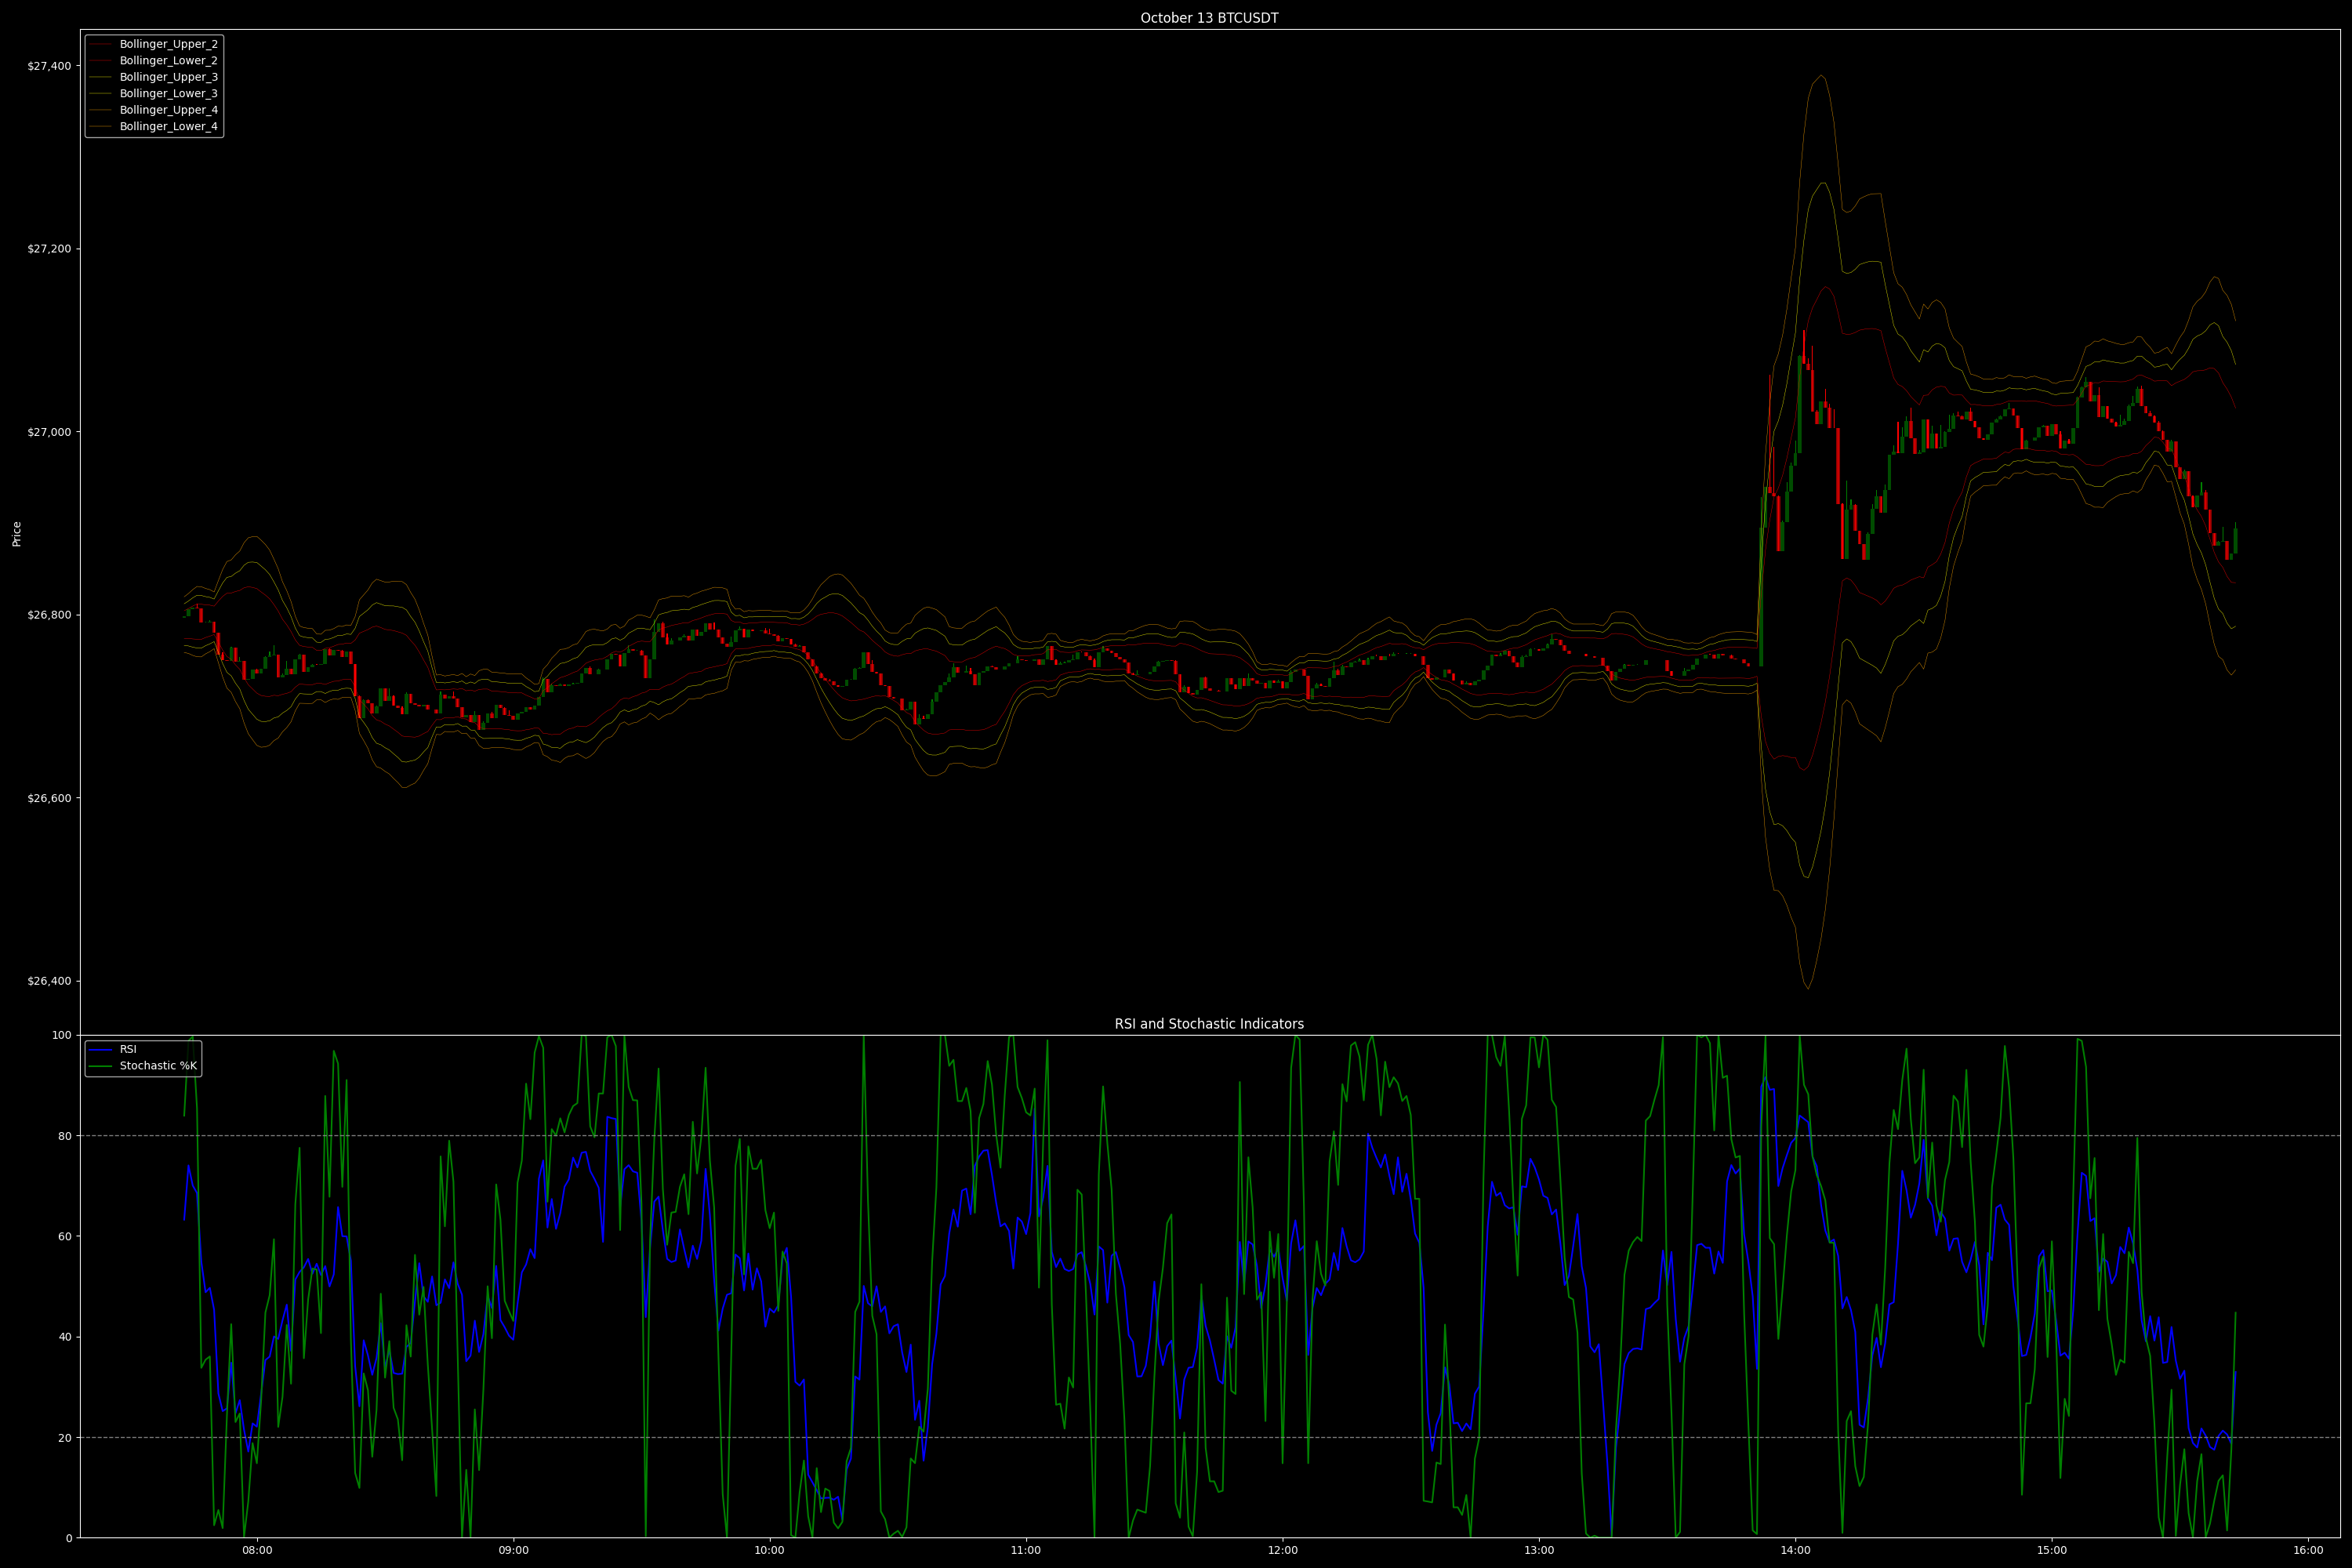 October 13 BTCUSDT
Bollinger_Upper_2
Bollinger_Lower_2
Bollinger_Upper_3
Bollinger_Lower_3
Bollinger_Upper_4
Bollinger_Lower_4
$27,400
$27,200
$27,000
$26,800
$26,600
$26,400
Price
RSI and Stochastic Indicators
RSI
Stochastic %K
100
80
60
40
20
0
08:00 09:00 10:00 11:00 12:00 13:00 14:00 15:00 16:00